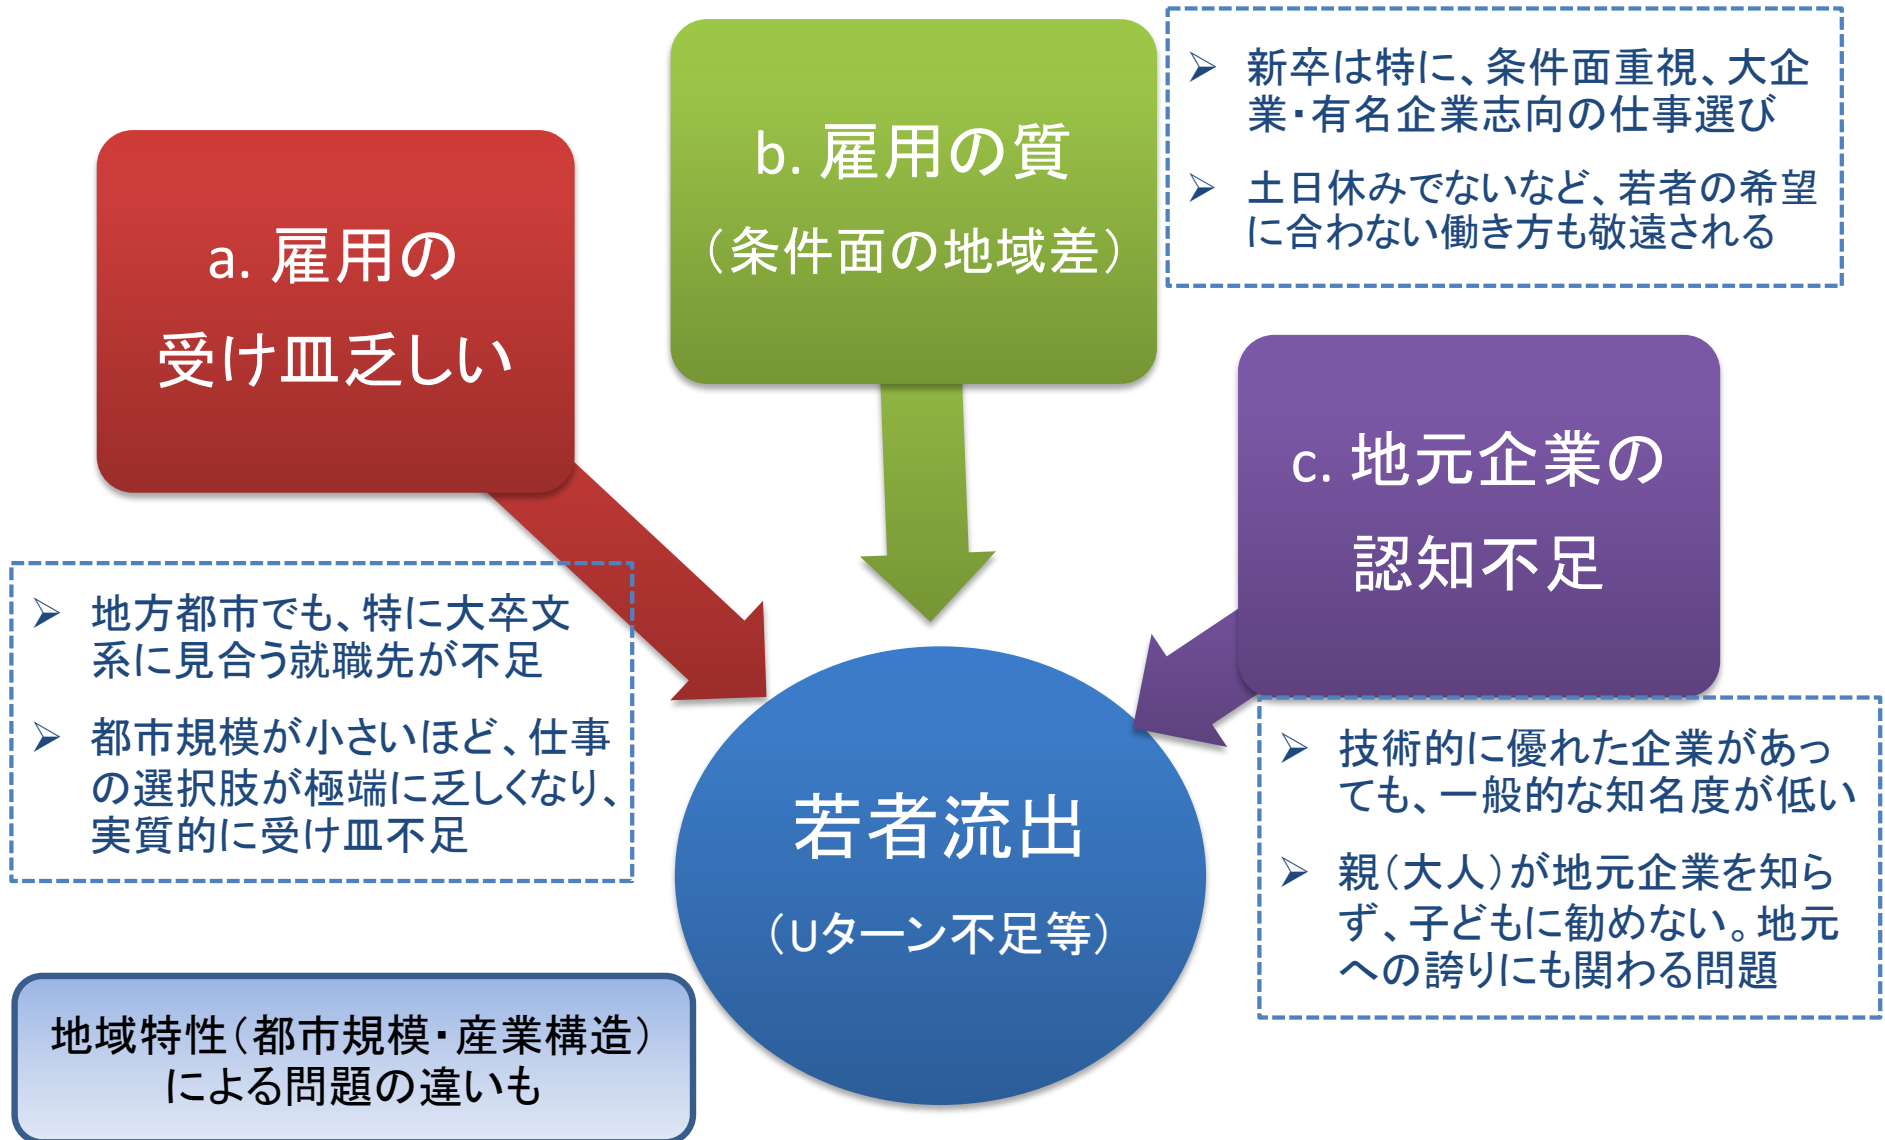 a. 雇用の
受け皿乏しい
➢ 地方都市でも、特に大卒文
系に見合う就職先が不足
➢ 都市規模が小さいほど、仕事
の選択肢が極端に乏しくなり、
実質的に受け皿不足
b. 雇用の質
（条件面の地域差）
➢ 新卒は特に、条件面重視、大企
業・有名企業志向の仕事選び
➢ 土日休みでないなど、若者の希望
に合わない働き方も敬遠される
c. 地元企業の
認知不足
➢ 技術的に優れた企業があっ
ても、一般的な知名度が低い
➢ 親（大人）が地元企業を知ら
ず、子どもに勧めない。地元
への誇りにも関わる問題
若者流出
（Uターン不足等）
地域特性（都市規模・産業構造）
による問題の違いも